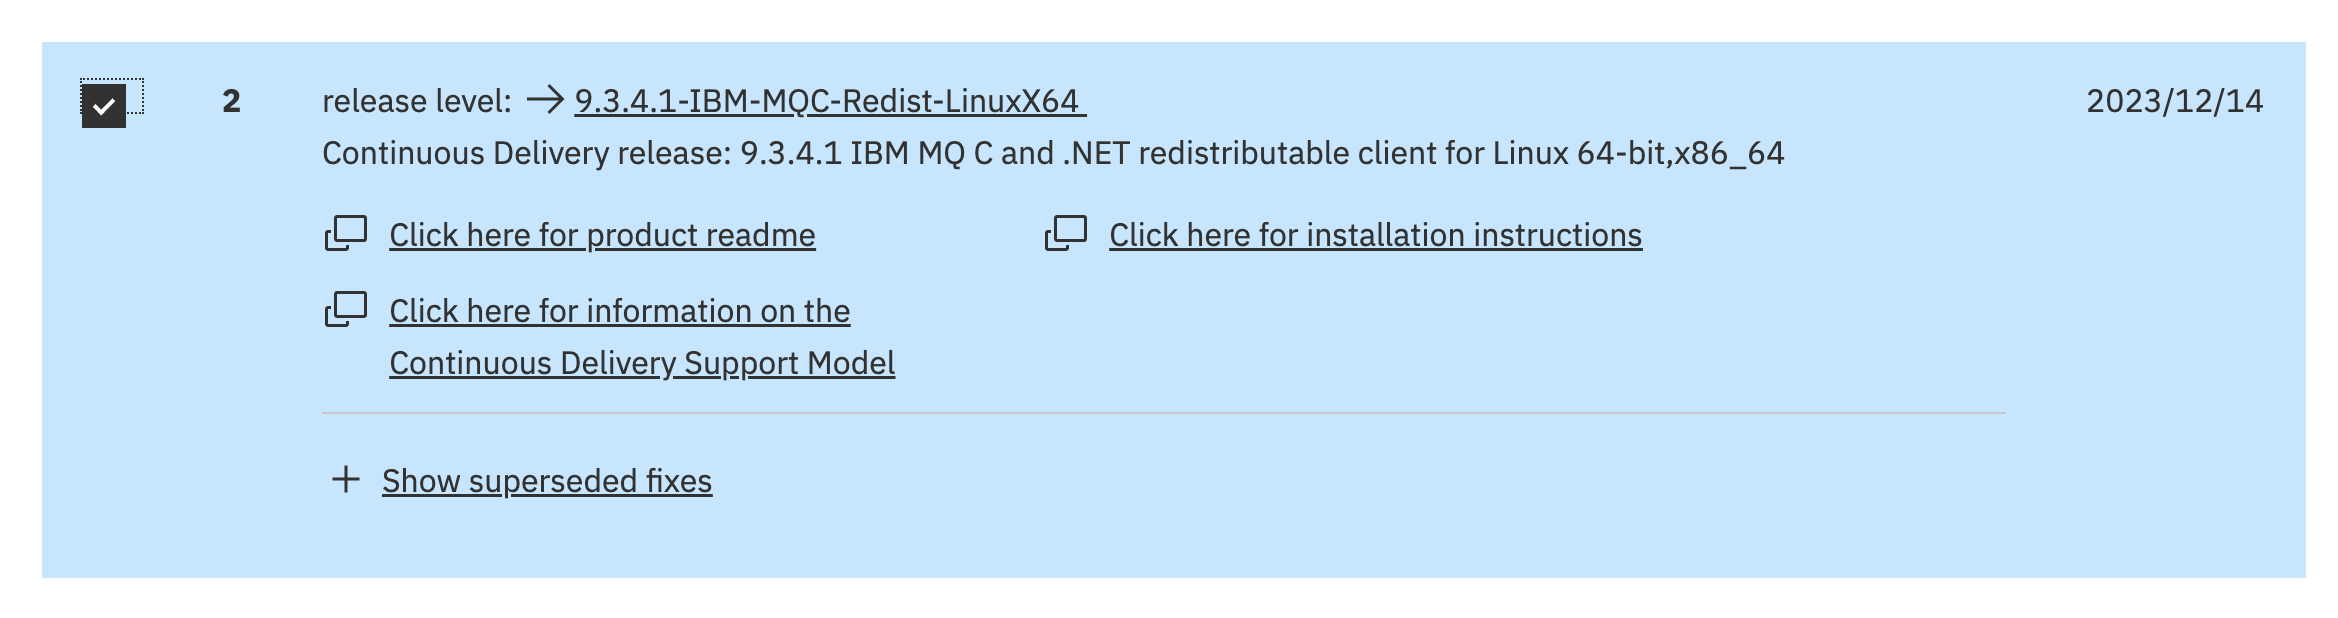 2 release level: → 9.3.4.1-IBM-MQC-Redist-LinuxX64 2023/12/14
Continuous Delivery release: 9.3.4.1 IBM MQ C and .NET redistributable client for Linux 64-bit,x86_64
Click here for product readme Click here for installation instructions
Click here for information on the
Continuous Delivery Support Model
Show superseded fixes